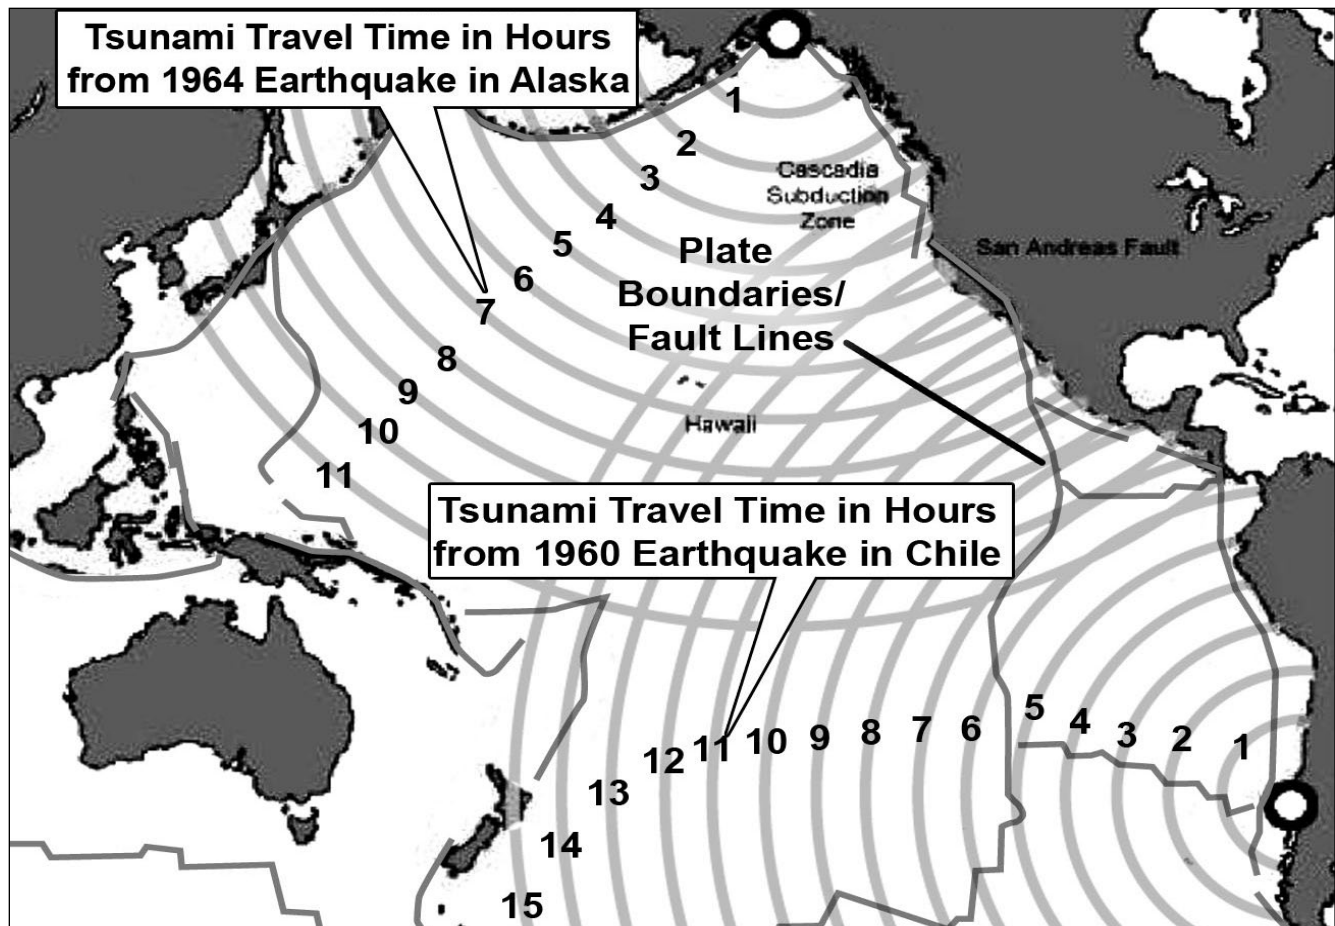 Tsunami Travel Time in Hours
from 1964 Earthquake in Alaska
1
2
3
4
5
6
7
8
9
10
11
Cascadia
Subduction
Zone
San Andreas Fault
Plate
Boundaries/
Fault Lines
Hawaii
Tsunami Travel Time in Hours
from 1960 Earthquake in Chile
1
2
3
4
5
6
7
8
9
10
11
12
13
14
15